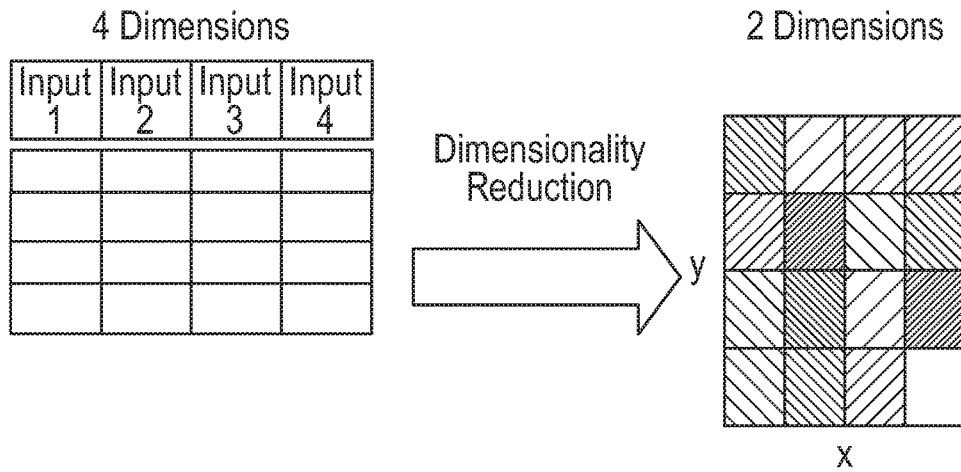 4 Dimensions
2 Dimensions
Input
1
Input
2
Input
3
Input
4
Dimensionality
Reduction
y
x